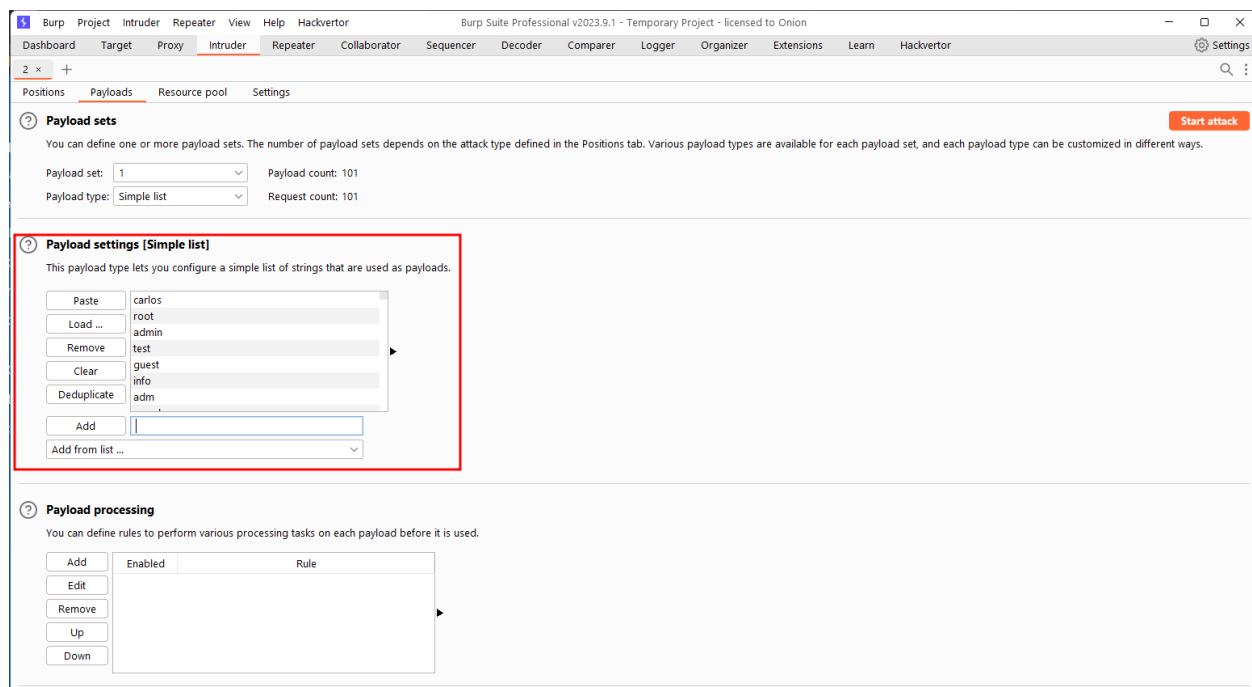 Burp Project Intruder Repeater View Help Hackvertor Burp Suite Professional v2023.9.1 - Temporary Project - licensed to Onion
Dashboard Target Proxy Intruder Repeater Collaborator Sequencer Decoder Comparer Logger Organizer Extensions Learn Hackvertor Settings
2 × +
Positions Payloads Resource pool Settings
? Payload sets Start attack
You can define one or more payload sets. The number of payload sets depends on the attack type defined in the Positions tab. Various payload types are available for each payload set, and each payload type can be customized in different ways.
Payload set: 1 Payload count: 101
Payload type: Simple list Request count: 101
? Payload settings [Simple list]
This payload type lets you configure a simple list of strings that are used as payloads.
Paste carlos
root
Load ...
admin
Remove test
guest
Clear
info
Deduplicate adm
Add
Add from list ...
? Payload processing
You can define rules to perform various processing tasks on each payload before it is used.
Add Enabled Rule
Edit
Remove
Up
Down